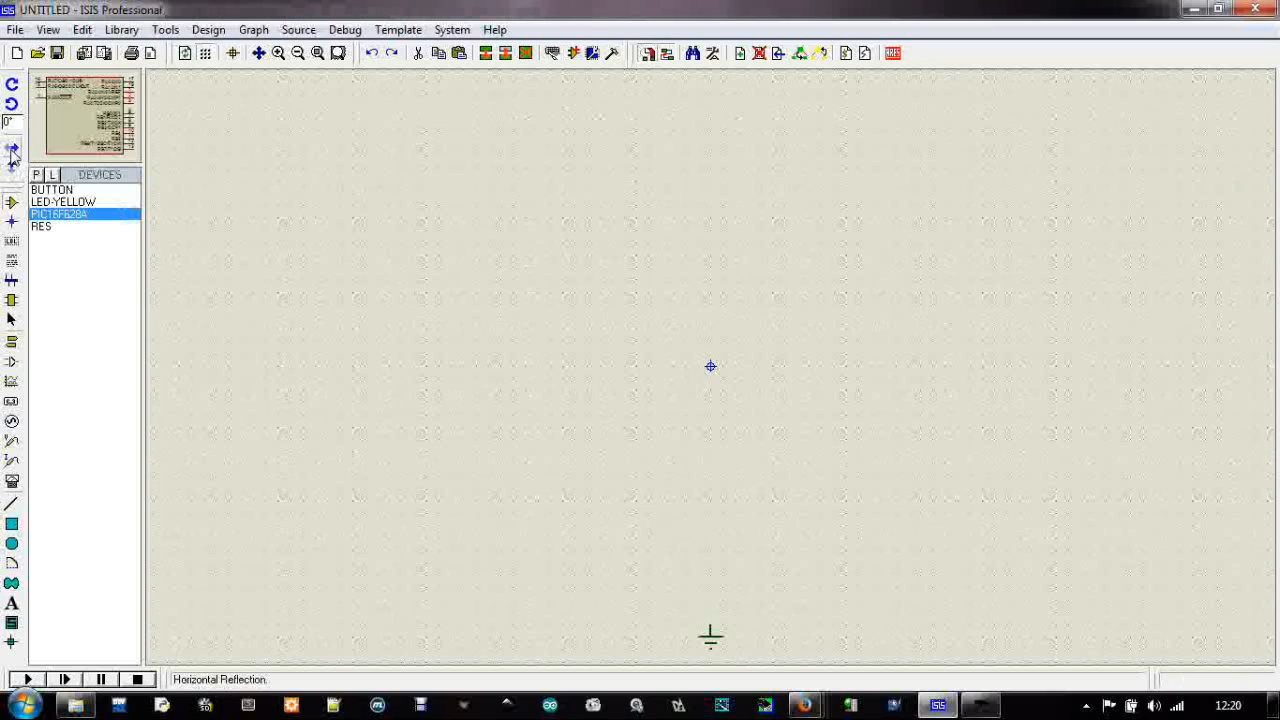 UNTITLED - ISIS Professional
File View Edit Library Tools Design Graph Source Debug Template System Help
0°
P L DEVICES
BUTTON
LED-YELLOW
PIC16F628A
RES
LBL
A
Horizontal Reflection.
12:20